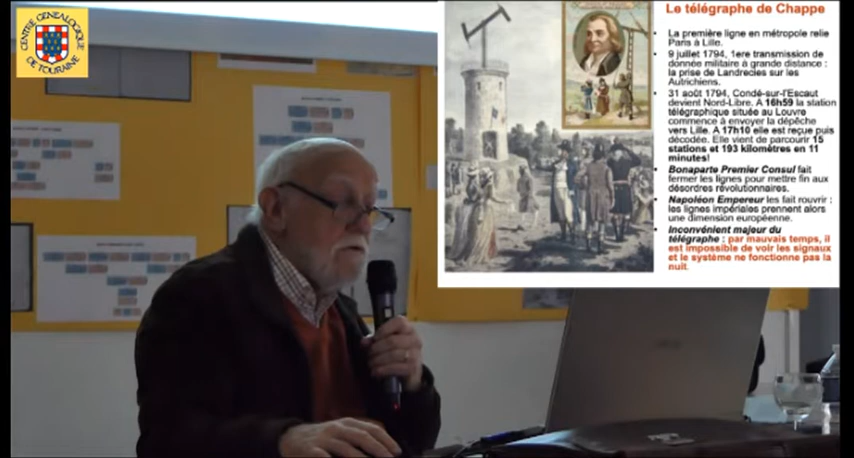 CENTRE GÉNÉALOGIQUE
DE TOURAINE
Le télégraphe de Chappe
La première ligne en métropole relie
Paris à Lille.
9 juillet 1794, 1ere transmission de
donnée militaire à grande distance :
la prise de Landrecies sur les
Autrichiens.
31 août 1794, Condé-sur-l'Escaut
devient Nord-Libre. A 16h59 la station
télégraphique située au Louvre
commence à envoyer la dépêche
vers Lille. A 17h10 elle est reçue puis
décodée. Elle vient de parcourir 15
stations et 193 kilomètres en 11
minutes!
Bonaparte Premier Consul fait
fermer les lignes pour mettre fin aux
désordres révolutionnaires.
Napoléon Empereur les fait rouvrir :
les lignes impériales prennent alors
une dimension européenne.
Inconvénient majeur du
télégraphe : par mauvais temps, il
est impossible de voir les signaux
et le système ne fonctionne pas la
nuit.